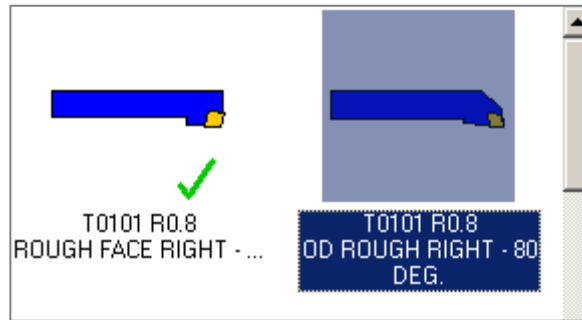 T0101 R0.8
ROUGH FACE RIGHT - ...
T0101 R0.8
OD ROUGH RIGHT - 80
DEG.